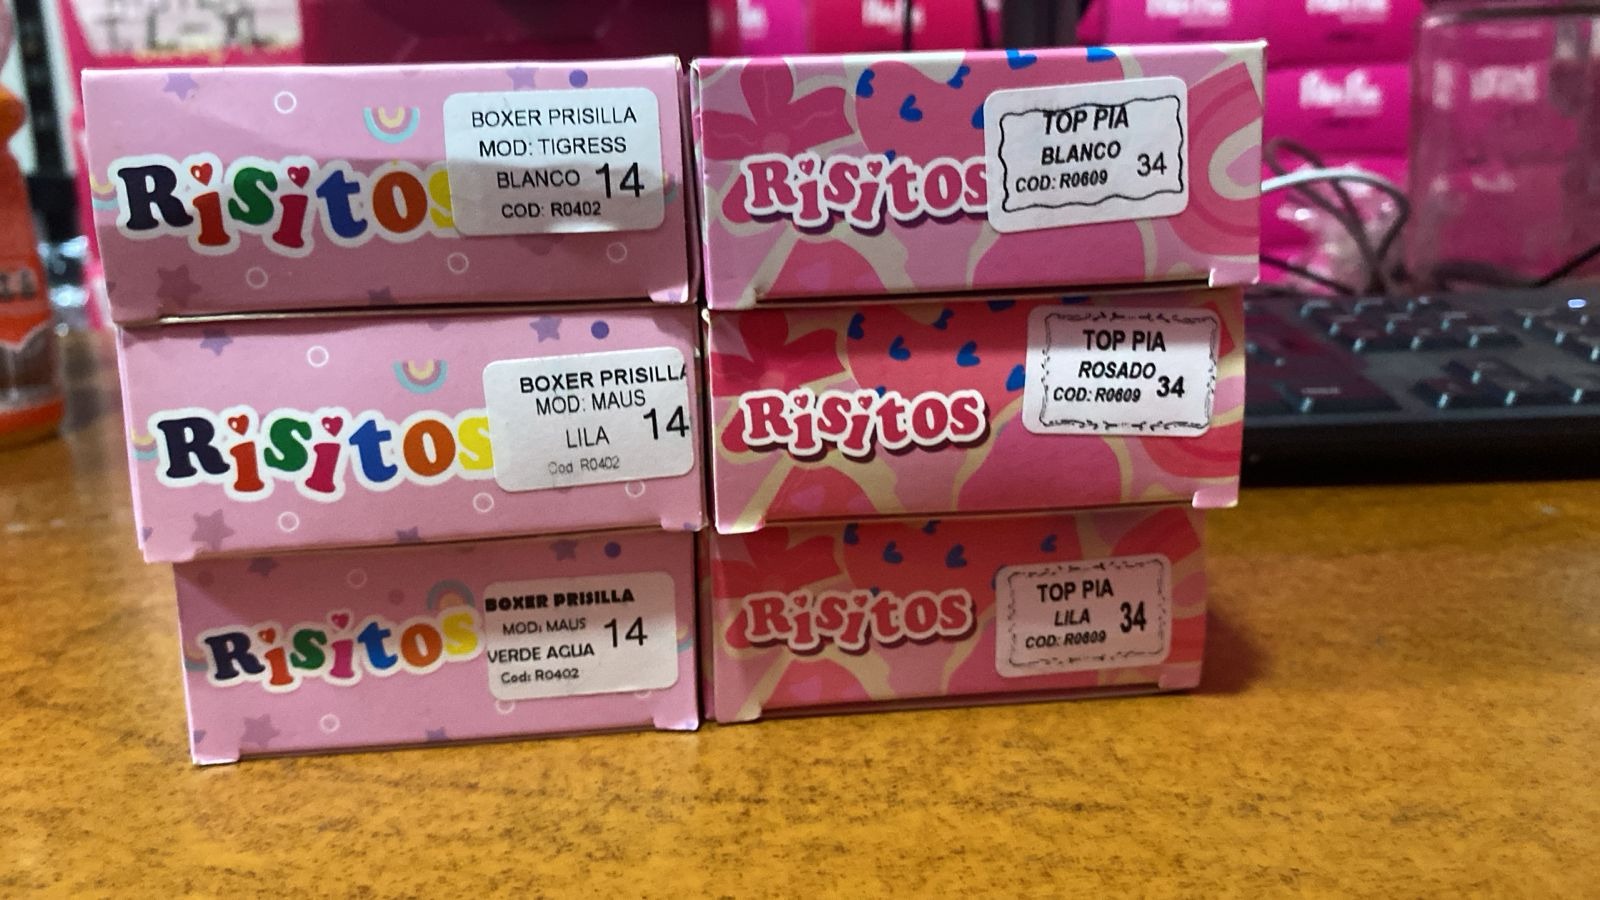 Risitos
BOXER PRISILLA
MOD: TIGRESS
BLANCO 14
COD: R0402
Risitos
TOP PIA
BLANCO 34
COD: R0609
Risitos
BOXER PRISILLA
MOD: MAUS
LILA 14
Cod R0402
Risitos
TOP PIA
ROSADO 34
COD: R0609
Risitos
BOXER PRISILLA
MOD: MAUS 14
VERDE AGUA
Cod: R0402
Risitos
TOP PIA
LILA 34
COD: R0609